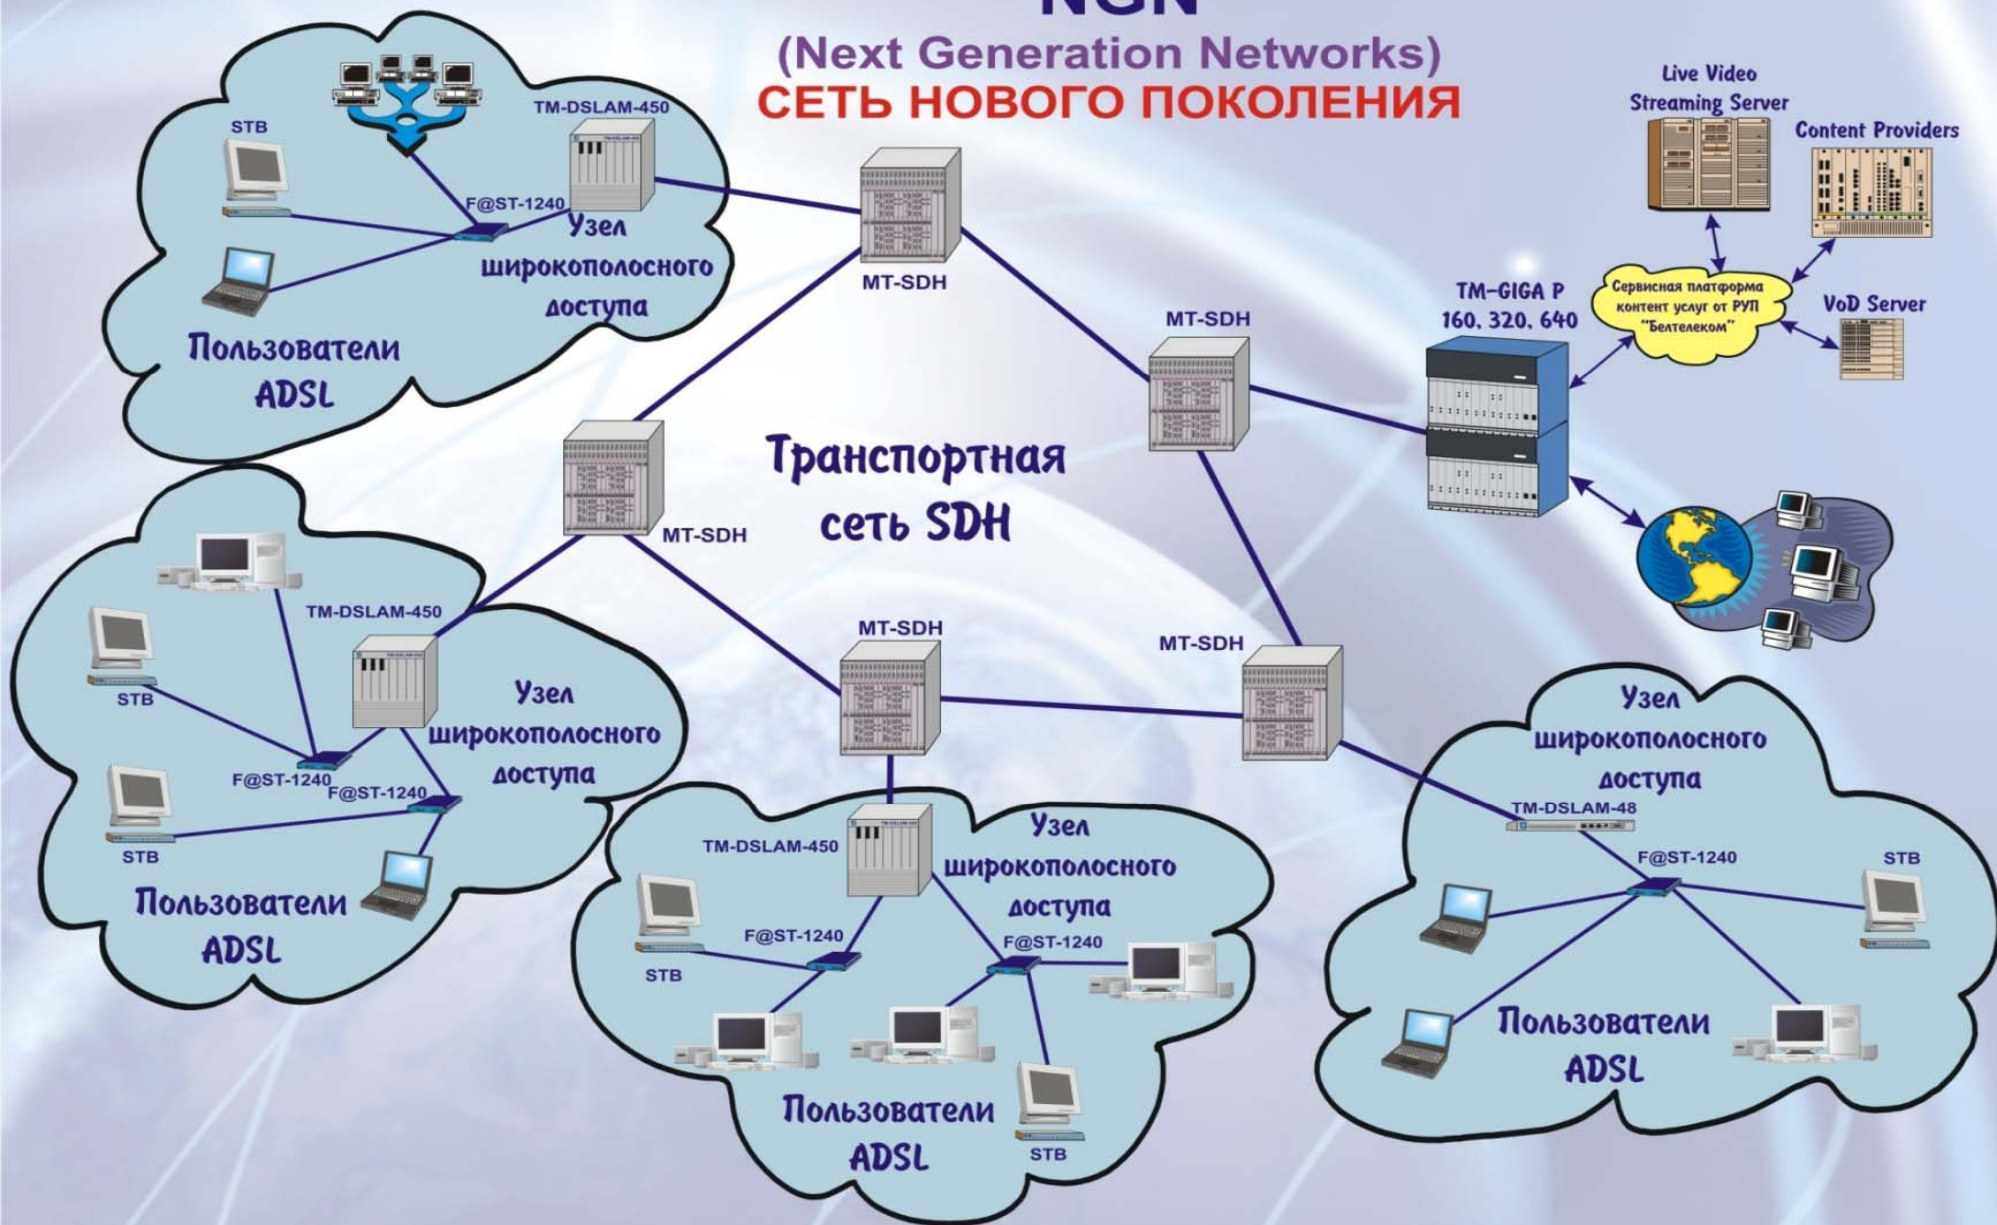 NGN
(Next Generation Networks)
СЕТЬ НОВОГО ПОКОЛЕНИЯ
STB
TM-DSLAM-450
F@ST-1240
Узел
широкополосного
доступа
Пользователи
ADSL
MT-SDH
Live Video
Streaming Server
Content Providers
TM-GIGA P
160, 320, 640
Сервисная платформа
контент услуг от РУП
"Белтелеком"
VoD Server
MT-SDH
Транспортная
сеть SDH
MT-SDH
TM-DSLAM-450
STB
Узел
широкополосного
доступа
F@ST-1240
F@ST-1240
STB
Пользователи
ADSL
MT-SDH
MT-SDH
TM-DSLAM-450
Узел
широкополосного
доступа
F@ST-1240
F@ST-1240
STB
Пользователи
ADSL
STB
Узел
широкополосного
доступа
TM-DSLAM-48
F@ST-1240
STB
Пользователи
ADSL